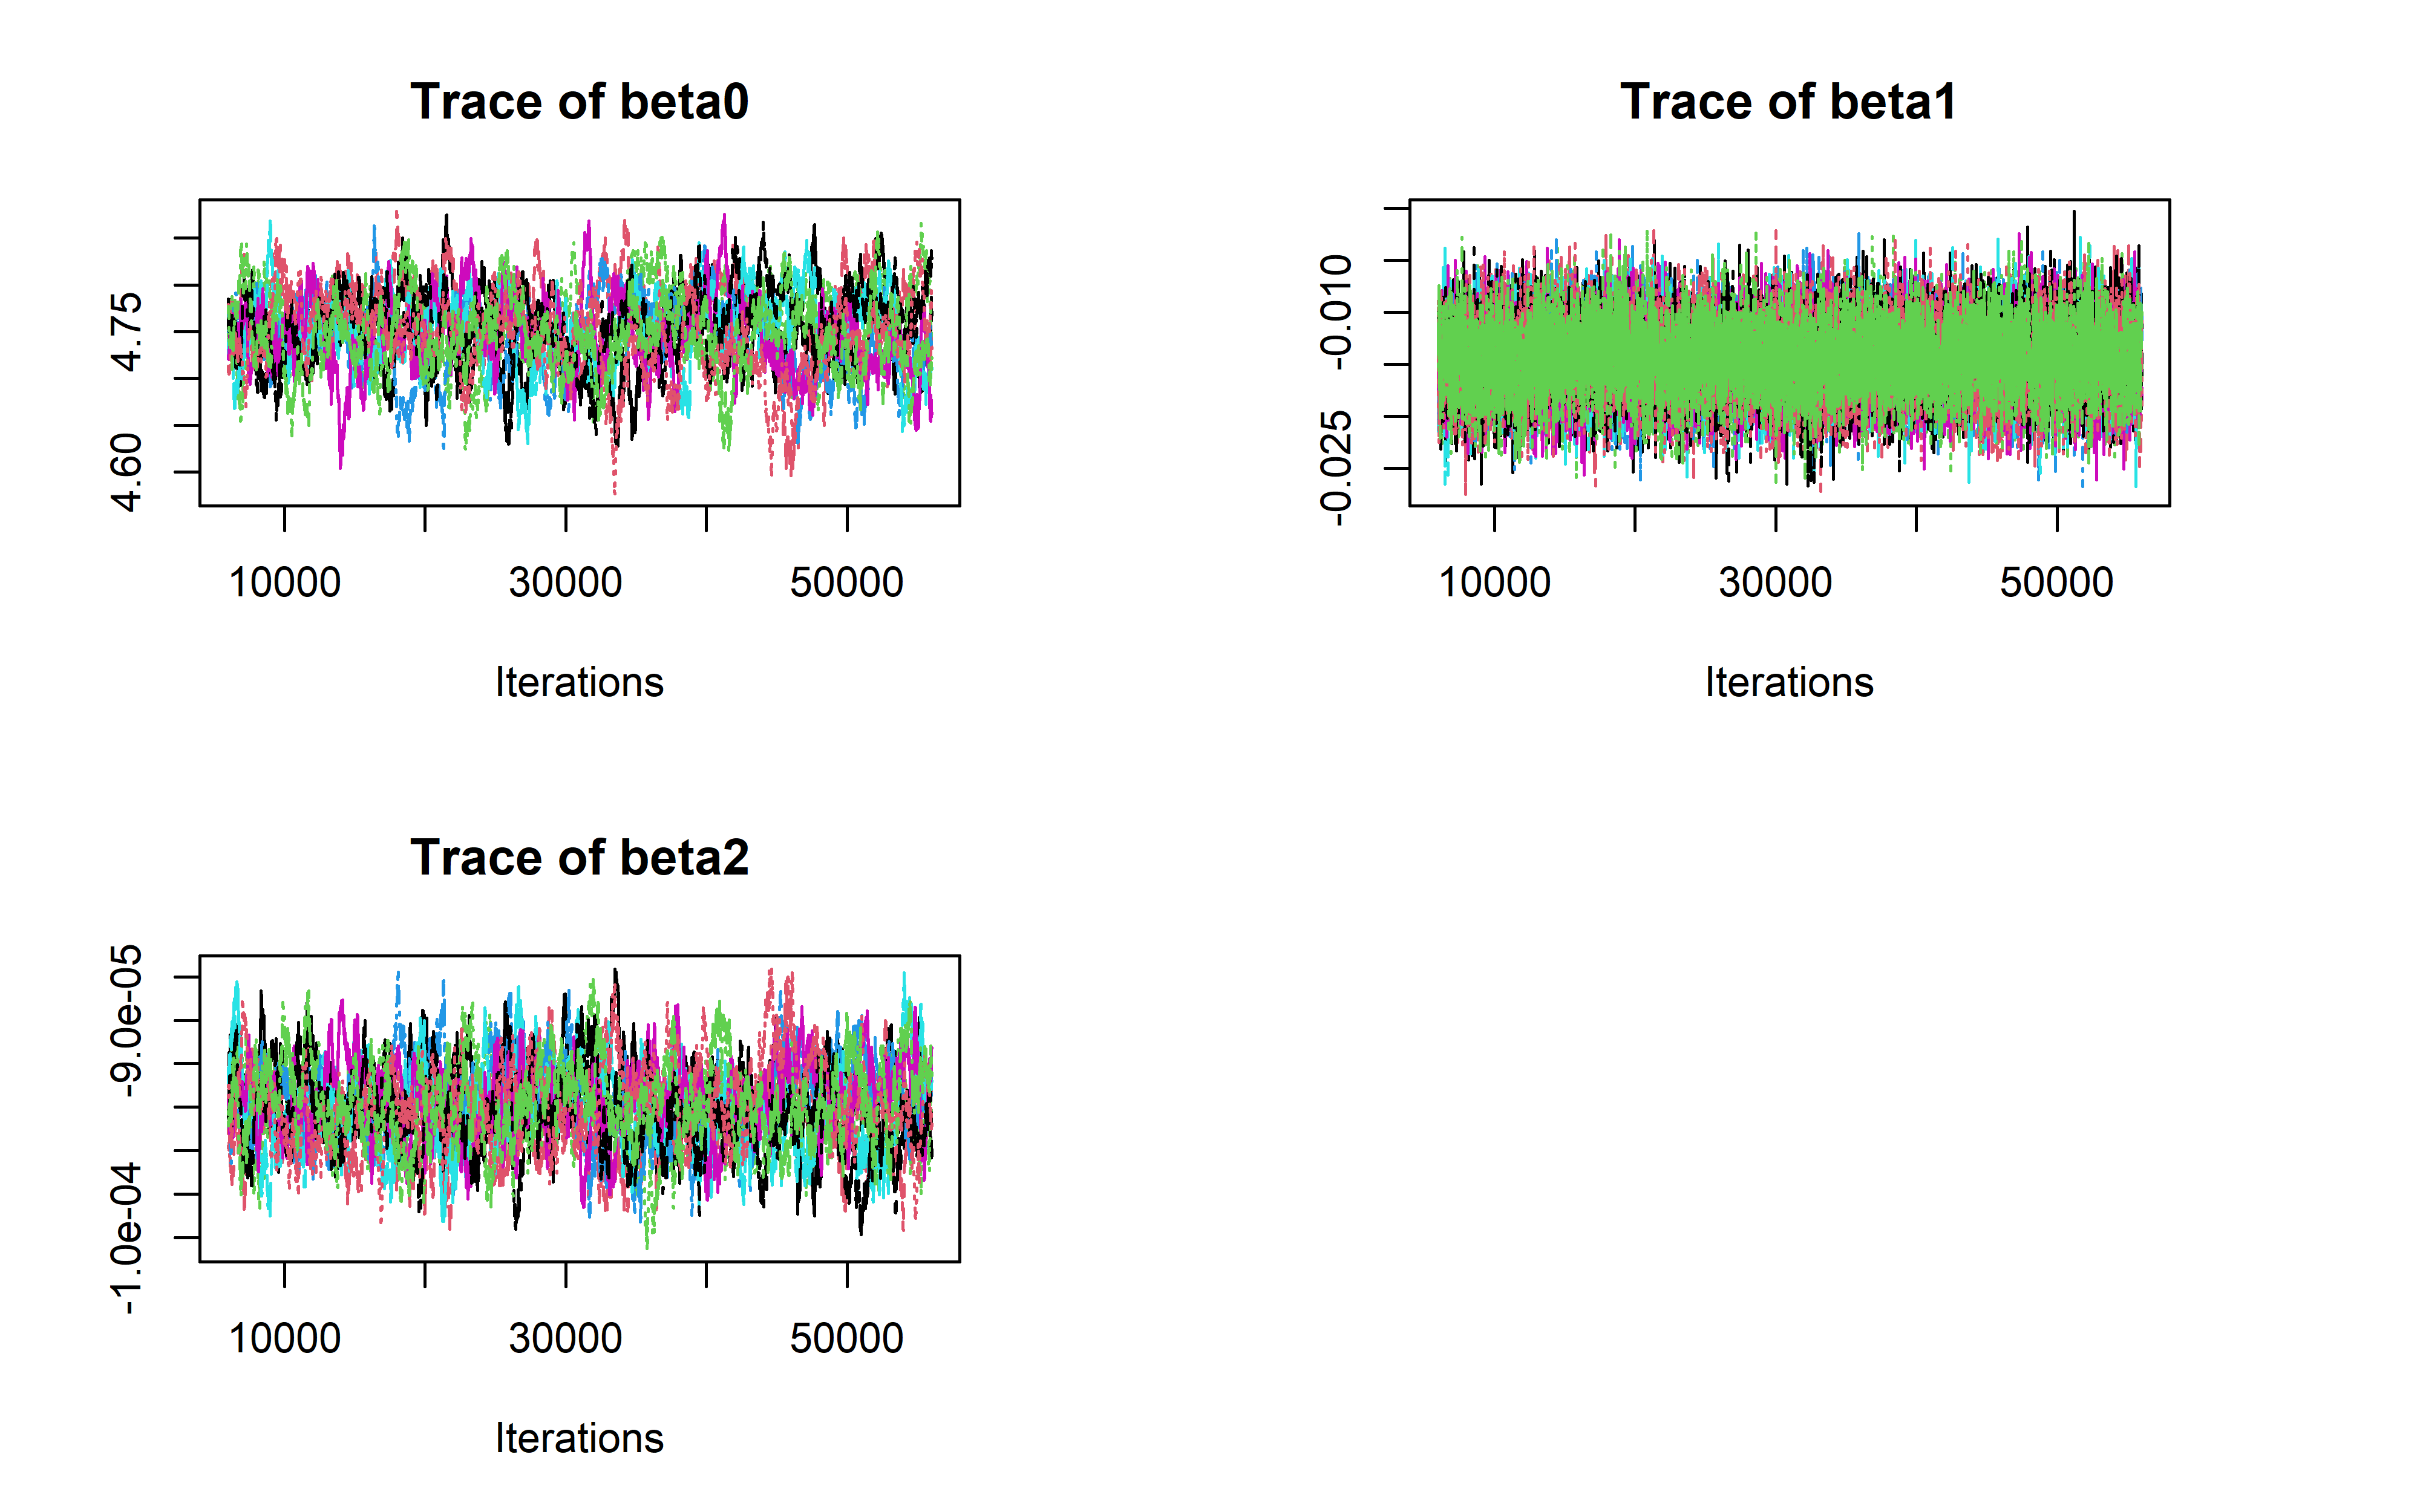 Trace of beta0
4.75
4.60
10000 30000 50000
Iterations
Trace of beta1
-0.010
-0.025
10000 30000 50000
Iterations
Trace of beta2
-9.0e-05
-1.0e-04
10000 30000 50000
Iterations